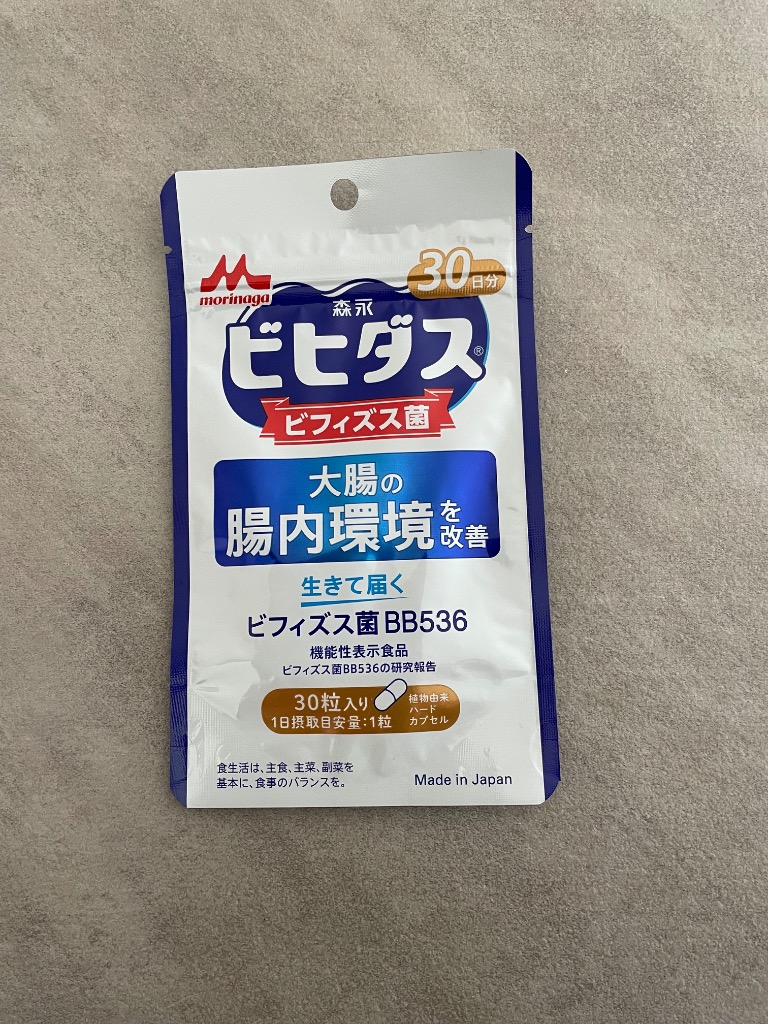 30日分
morinaga
森永
ビヒダス®
ビフィズス菌
大腸の
腸内環境を改善
生きて届く
ビフィズス菌BB536
機能性表示食品
ビフィズス菌BB536の研究報告
30粒入り
1日摂取目安量:1粒
植物由来
ハード
カプセル
食生活は、主食、主菜、副菜を
基本に、食事のバランスを。
Made in Japan